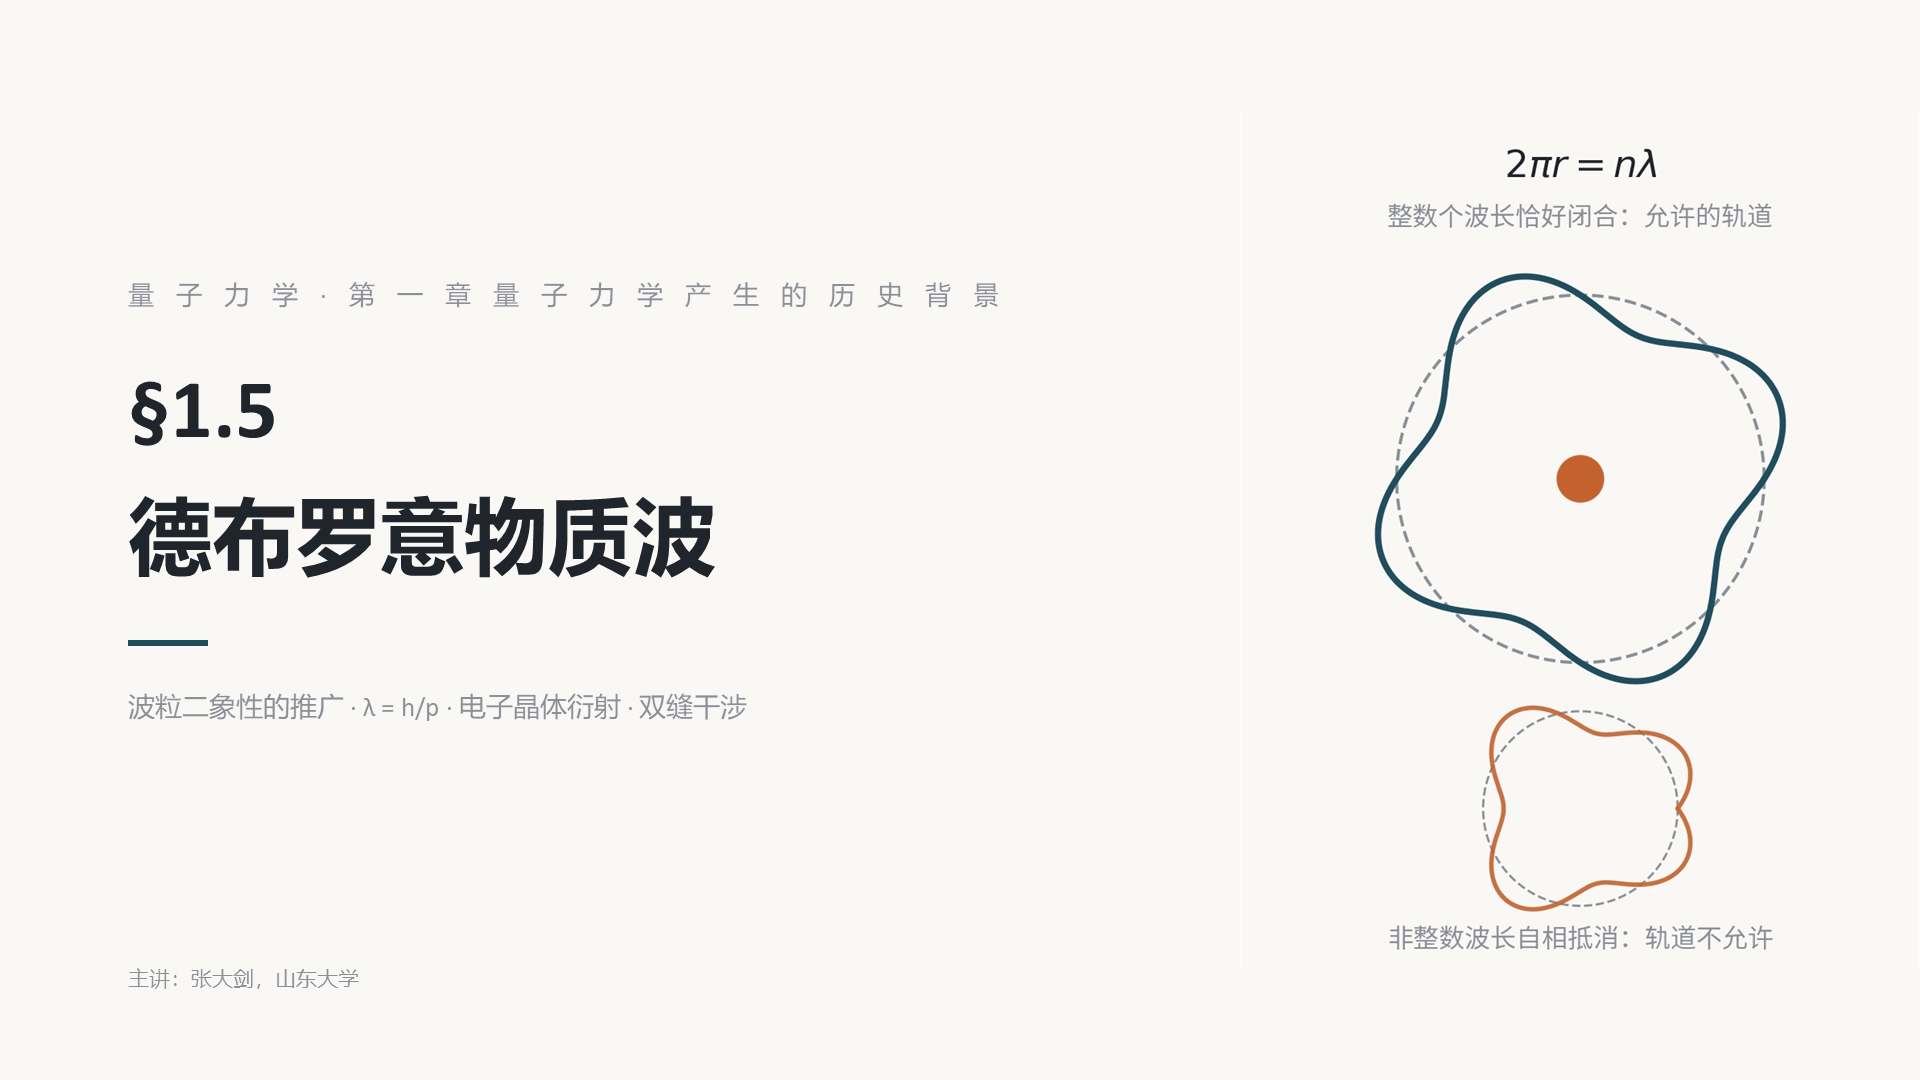 量子力学·第一章量子力学产生的历史背景
§1.5
德布罗意物质波
波粒二象性的推广 · λ = h/p · 电子晶体衍射 · 双缝干涉
主讲：张大剑，山东大学
2πr = nλ
整数个波长恰好闭合：允许的轨道
非整数波长自相抵消：轨道不允许